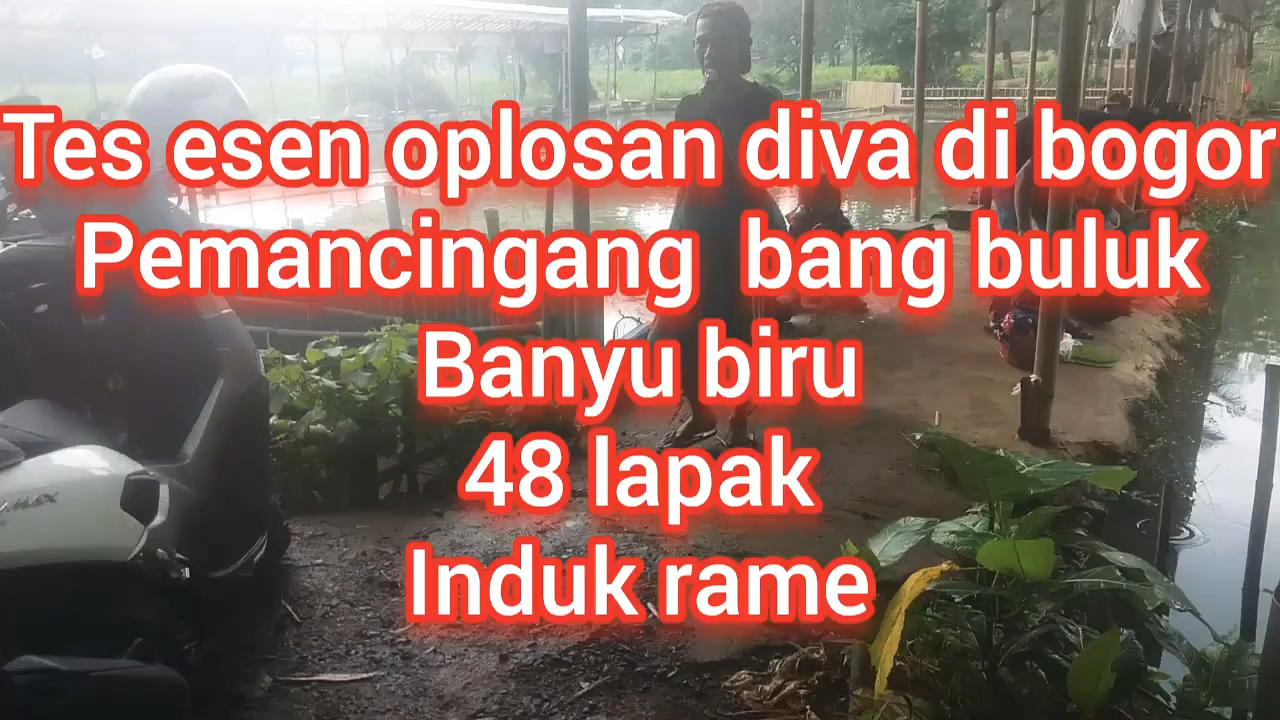 Tes esen oplosan diva di bogor
Pemancingang bang buluk
Banyu biru
48 lapak
Induk rame